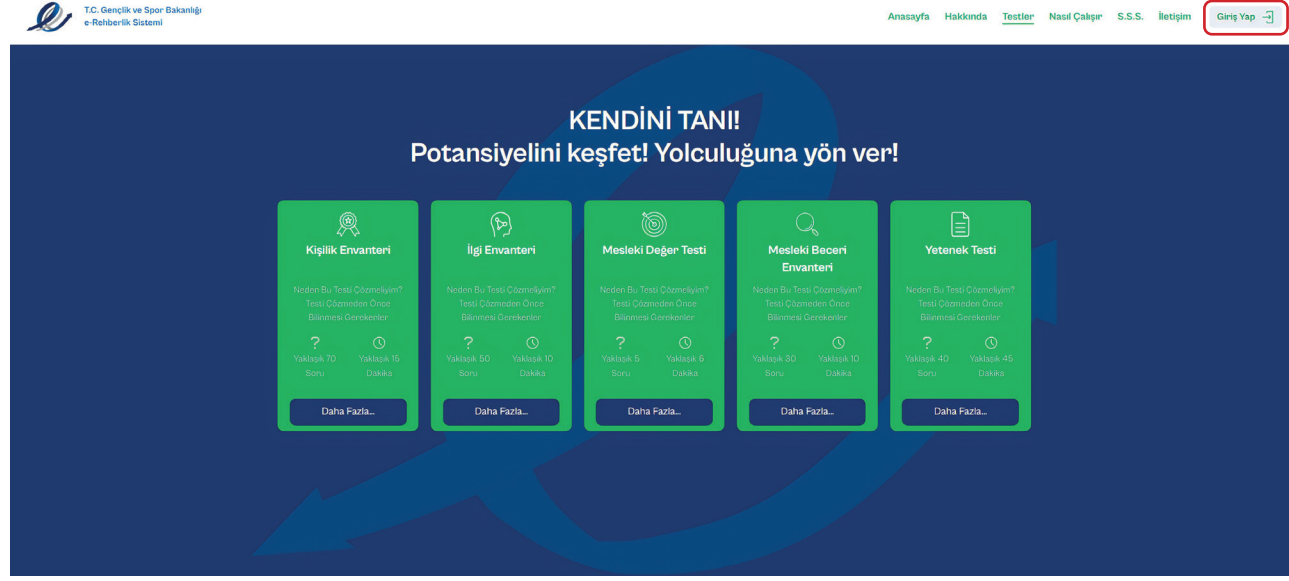 T.C. Gençlik ve Spor Bakanlığı
e-Rehberlik Sistemi
Anasayfa Hakkında Testler Nasıl Çalışır S.S.S. İletişim Giriş Yap
KENDİNİ TANI!
Potansiyelini keşfet! Yolculuğuna yön ver!
Kişilik Envanteri
Neden Bu Testi Çözmeliyim?
Testi Çözmeden Önce
Bilinmesi Gerekenler
? 
Yaklaşık 70 Yaklaşık 15
Soru Dakika
Daha Fazla...
İlgi Envanteri
Neden Bu Testi Çözmeliyim?
Testi Çözmeden Önce
Bilinmesi Gerekenler
?
Yaklaşık 50 Yaklaşık 10
Soru Dakika
Daha Fazla...
Mesleki Değer Testi
Neden Bu Testi Çözmeliyim?
Testi Çözmeden Önce
Bilinmesi Gerekenler
?
Yaklaşık 5 Yaklaşık 6
Soru Dakika
Daha Fazla...
Mesleki Beceri
Envanteri
Neden Bu Testi Çözmeliyim?
Testi Çözmeden Önce
Bilinmesi Gerekenler
?
Yaklaşık 30 Yaklaşık 10
Soru Dakika
Daha Fazla...
Yetenek Testi
Neden Bu Testi Çözmeliyim?
Testi Çözmeden Önce
Bilinmesi Gerekenler
?
Yaklaşık 40 Yaklaşık 45
Soru Dakika
Daha Fazla...